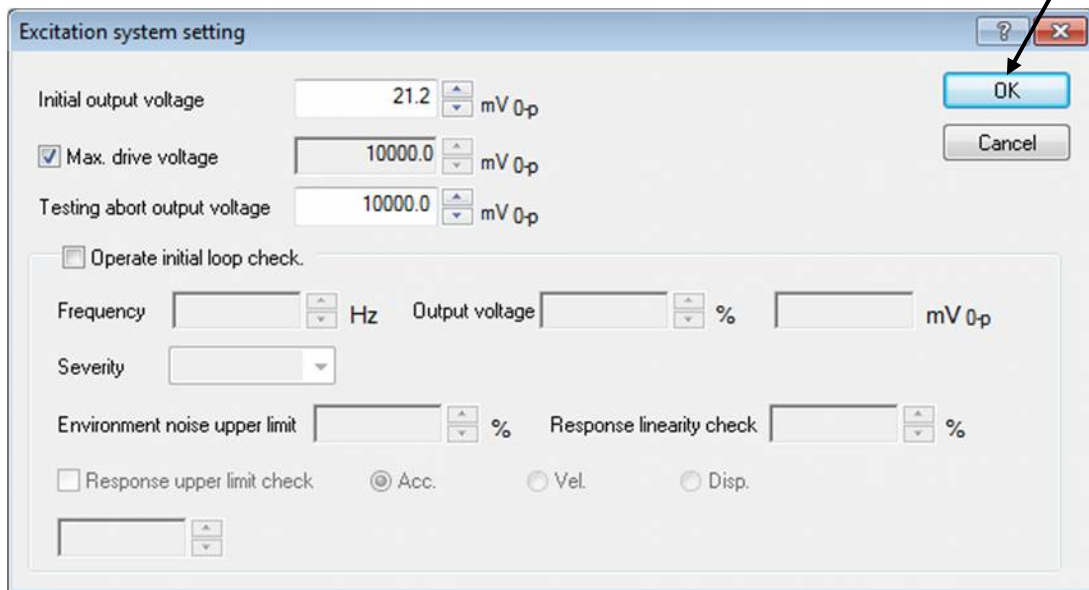 Excitation system setting
Initial output voltage 21.2 mV 0-p OK
Max. drive voltage 10000.0 mV 0-p Cancel
Testing abort output voltage 10000.0 mV 0-p
Operate initial loop check.
Frequency Hz Output voltage % mV 0-p
Severity
Environment noise upper limit % Response linearity check %
Response upper limit check Acc. Vel. Disp.